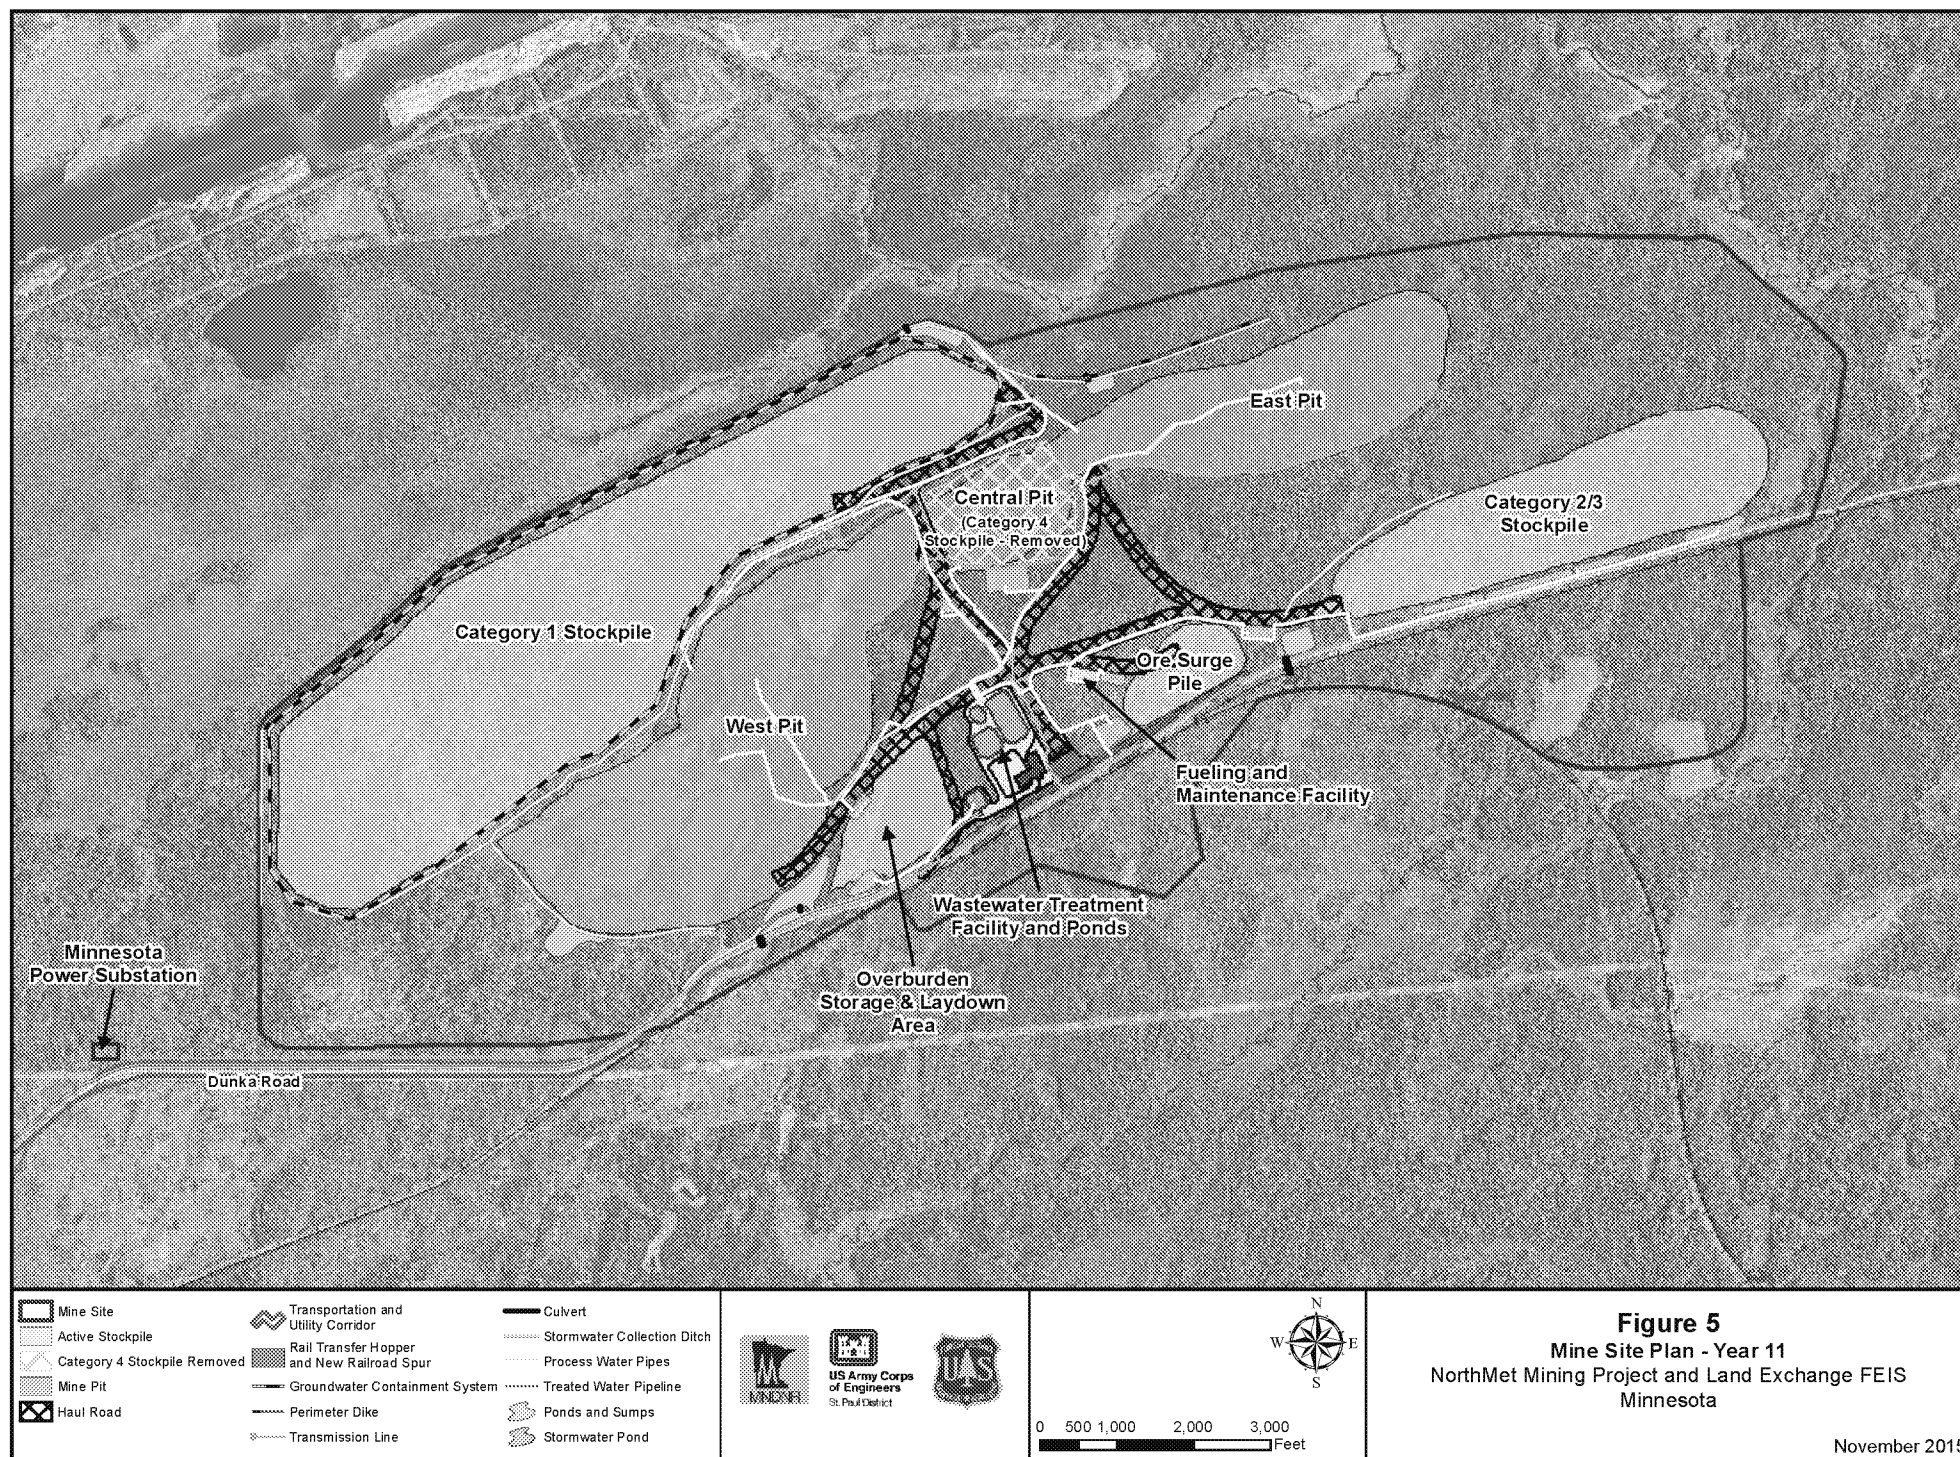 East Pit
Central Pit
(Category 4
Stockpile - Removed)
Category 2/3
Stockpile
Category 1 Stockpile
Ore Surge
Pile
West Pit
Fueling and
Maintenance Facility
Wastewater Treatment
Facility and Ponds
Minnesota
Power Substation
Overburden
Storage & Laydown
Area
Dunka Road
Mine Site
Active Stockpile
Category 4 Stockpile Removed
Mine Pit
Haul Road
Transportation and
Utility Corridor
Rail Transfer Hopper
and New Railroad Spur
Groundwater Containment System
Perimeter Dike
Transmission Line
Culvert
Stormwater Collection Ditch
Process Water Pipes
Treated Water Pipeline
Ponds and Sumps
Stormwater Pond
MNDNR
US Army Corps
of Engineers
St. Paul District
US
N
W E
S
0 500 1,000 2,000 3,000
Feet
Figure 5
Mine Site Plan - Year 11
NorthMet Mining Project and Land Exchange FEIS
Minnesota
November 2015